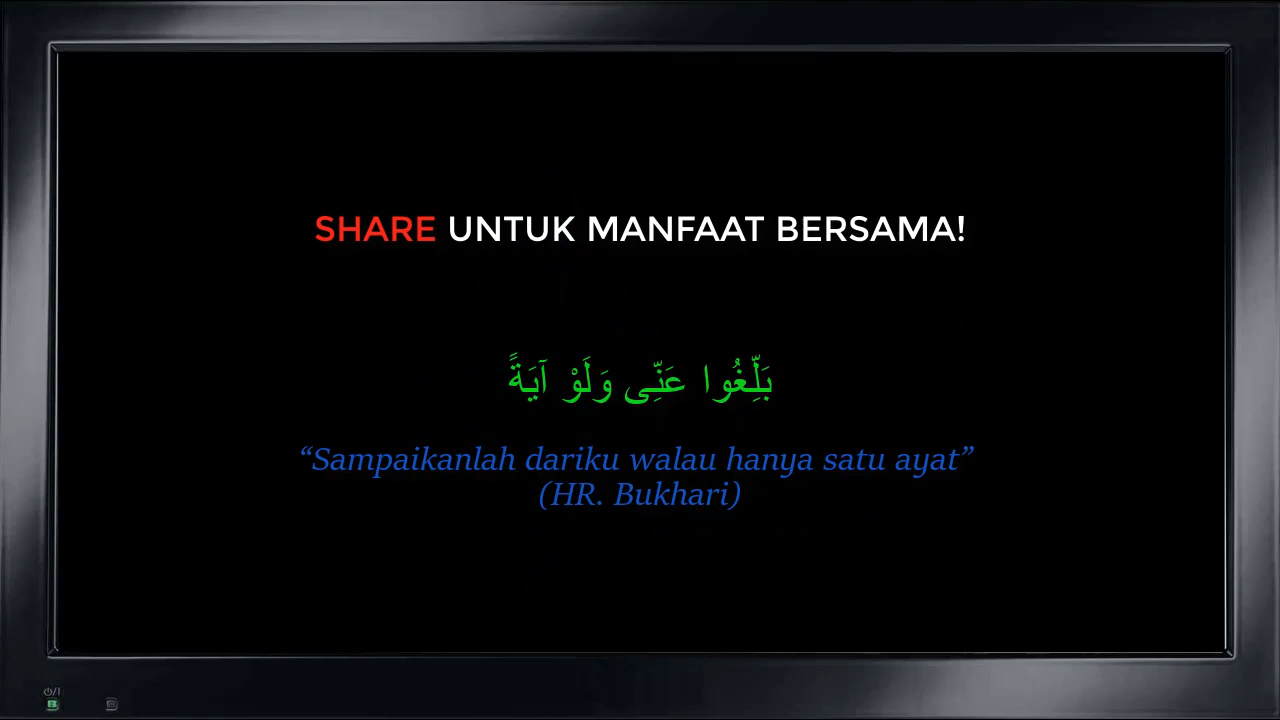 SHARE UNTUK MANFAAT BERSAMA!
بَلِّغُوا عَنِّى وَلَوْ آيَةً
“Sampaikanlah dariku walau hanya satu ayat”
(HR. Bukhari)